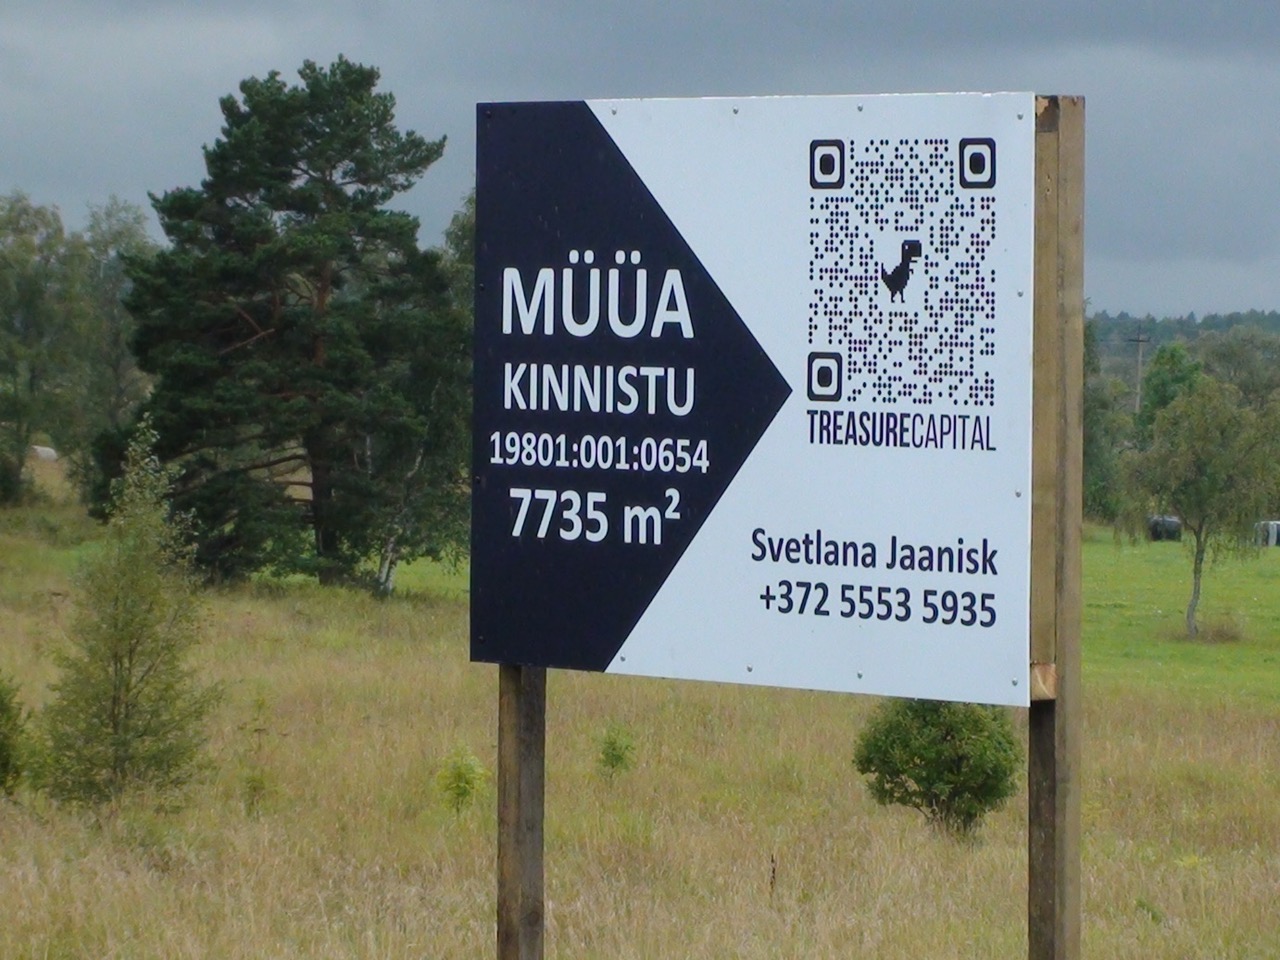 MÜÜA
KINNISTU
19801:001:0654
7735 m²
TREASURECAPITAL
Svetlana Jaanisk
+372 5553 5935